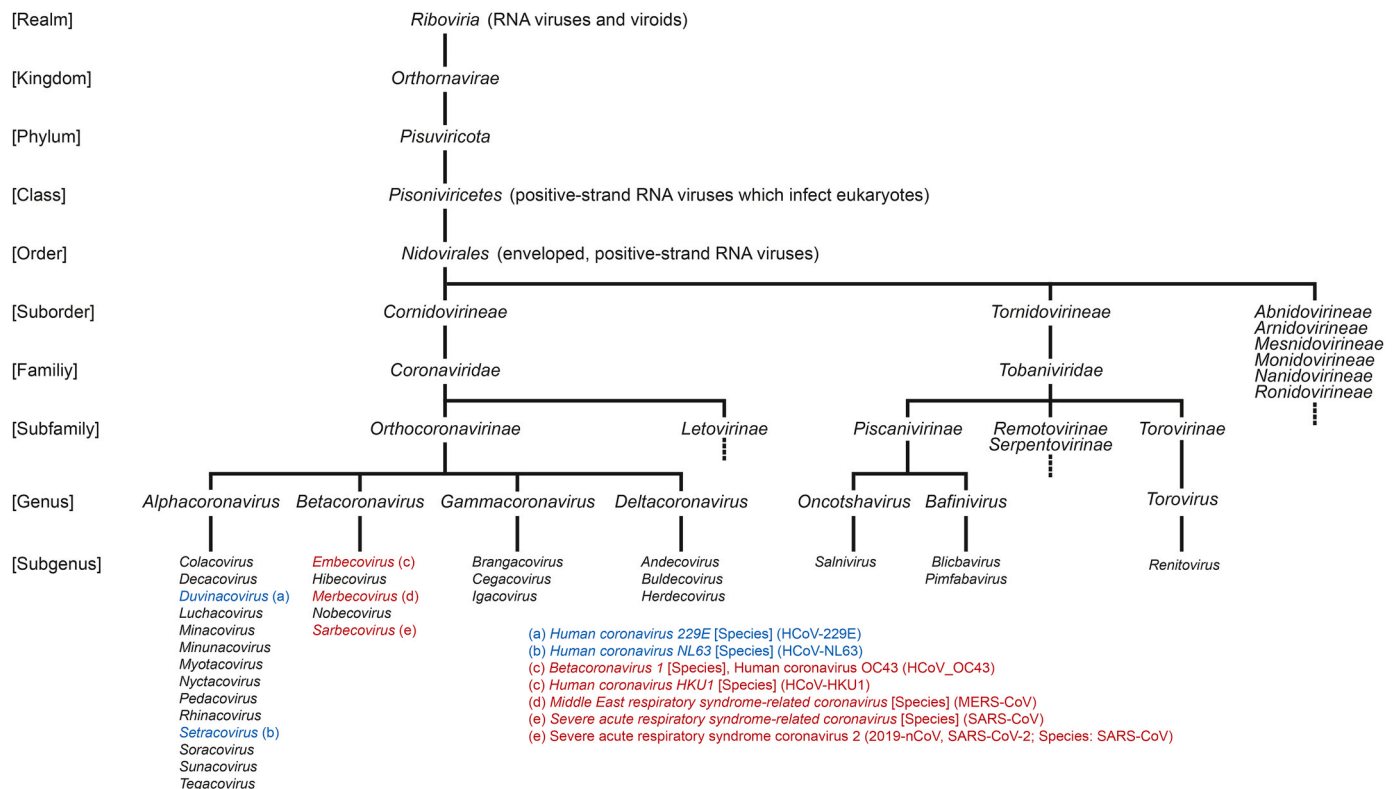 [Realm] Riboviria (RNA viruses and viroids)
[Kingdom] Orthornavirae
[Phylum] Pisuviricota
[Class] Pisoniviricetes (positive-strand RNA viruses which infect eukaryotes)
[Order] Nidovirales (enveloped, positive-strand RNA viruses)
[Suborder] Cornidovirineae Tornidovirineae Abnidovirineae
Arnidovirineae
Mesnidovirineae
Monidovirineae
Nanidovirineae
Ronidovirineae
[Familiy] Coronaviridae Tobaniviridae
[Subfamily] Orthocoronavirinae Letovirinae Piscanivirinae Remotovirinae Torovirinae
Serpentovirinae
[Genus] Alphacoronavirus Betacoronavirus Gammacoronavirus Deltacoronavirus Oncotshavirus Bafinivirus Torovirus
[Subgenus] Colacovirus Embecovirus (c) Brangacovirus Andecovirus Salnivirus Blicbavirus Renitovirus
Decacovirus Hibecovirus Cegacovirus Buldecovirus Pimfabavirus
Duvinacovirus (a) Merbecovirus (d) Igacovirus Herdecovirus
Luchacovirus Nobecovirus
Minacovirus Sarbecovirus (e)
Minunacovirus
Myotacovirus
Nyctacovirus
Pedacovirus
Rhinacovirus
Setracovirus (b)
Soracovirus
Sunacovirus
Tegacovirus
(a) Human coronavirus 229E [Species] (HCoV-229E)
(b) Human coronavirus NL63 [Species] (HCoV-NL63)
(c) Betacoronavirus 1 [Species], Human coronavirus OC43 (HCoV_OC43)
(c) Human coronavirus HKU1 [Species] (HCoV-HKU1)
(d) Middle East respiratory syndrome-related coronavirus [Species] (MERS-CoV)
(e) Severe acute respiratory syndrome-related coronavirus [Species] (SARS-CoV)
(e) Severe acute respiratory syndrome coronavirus 2 (2019-nCoV, SARS-CoV-2; Species: SARS-CoV)